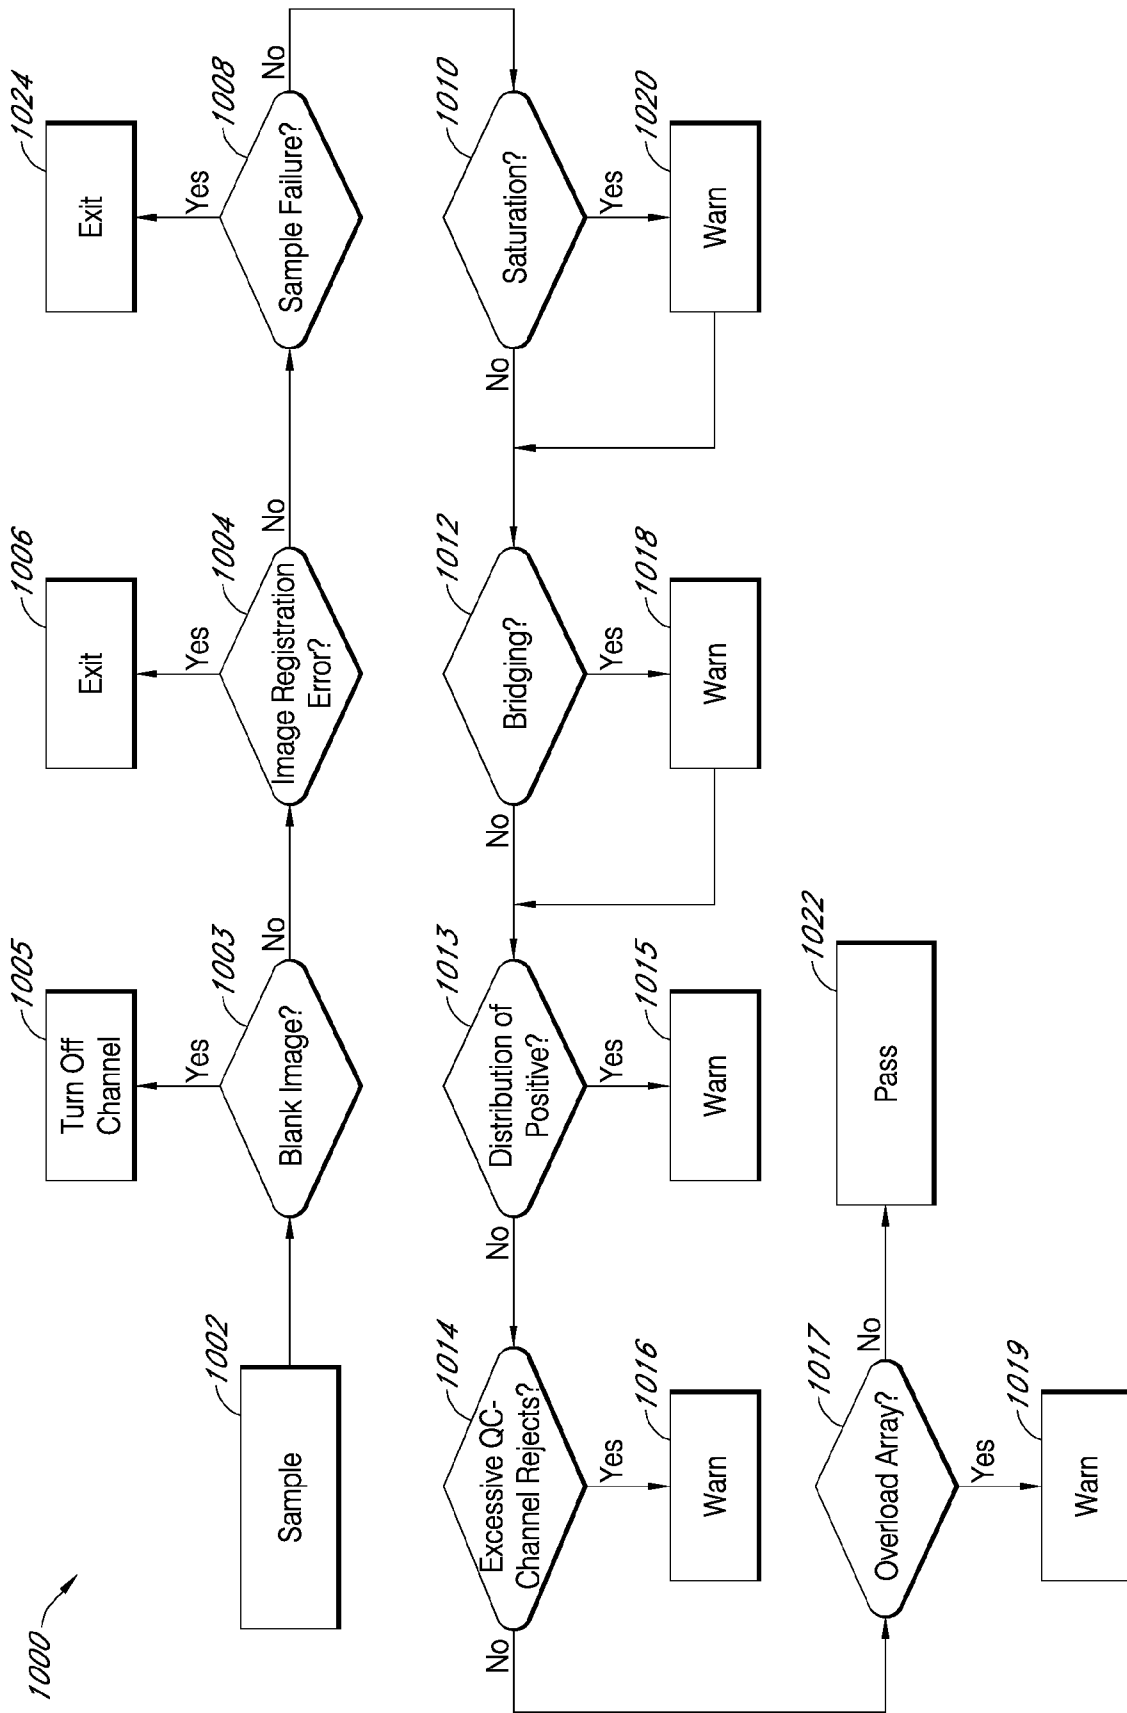 1000
1002
Sample
1003
Blank Image?
Yes
1005
Turn Off
Channel
No
1004
Image Registration
Error?
Yes
1006
Exit
No
1008
Sample Failure?
Yes
1024
Exit
No
1010
Saturation?
Yes
1020
Warn
No
1012
Bridging?
Yes
1018
Warn
No
1013
Distribution of
Positive?
Yes
1015
Warn
No
1014
Excessive QC-
Channel Rejects?
Yes
1016
Warn
No
1017
Overload Array?
Yes
1019
Warn
No
1022
Pass